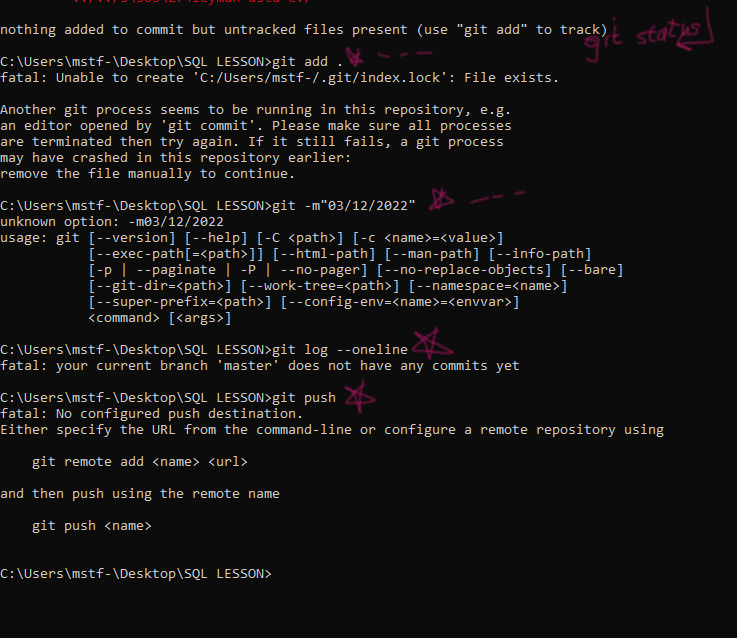 nothing added to commit but untracked files present (use "git add" to track)
git status
C:\Users\mstf-\Desktop\SQL LESSON>git add .
fatal: Unable to create 'C:/Users/mstf-/.git/index.lock': File exists.
Another git process seems to be running in this repository, e.g.
an editor opened by 'git commit'. Please make sure all processes
are terminated then try again. If it still fails, a git process
may have crashed in this repository earlier:
remove the file manually to continue.
C:\Users\mstf-\Desktop\SQL LESSON>git -m"03/12/2022"
unknown option: -m03/12/2022
usage: git [--version] [--help] [-C <path>] [-c <name>=<value>]
[--exec-path[=<path>]] [--html-path] [--man-path] [--info-path]
[-p | --paginate | -P | --no-pager] [--no-replace-objects] [--bare]
[--git-dir=<path>] [--work-tree=<path>] [--namespace=<name>]
[--super-prefix=<path>] [--config-env=<name>=<envvar>]
<command> [<args>]
C:\Users\mstf-\Desktop\SQL LESSON>git log --oneline
fatal: your current branch 'master' does not have any commits yet
C:\Users\mstf-\Desktop\SQL LESSON>git push
fatal: No configured push destination.
Either specify the URL from the command-line or configure a remote repository using
git remote add <name> <url>
and then push using the remote name
git push <name>
C:\Users\mstf-\Desktop\SQL LESSON>